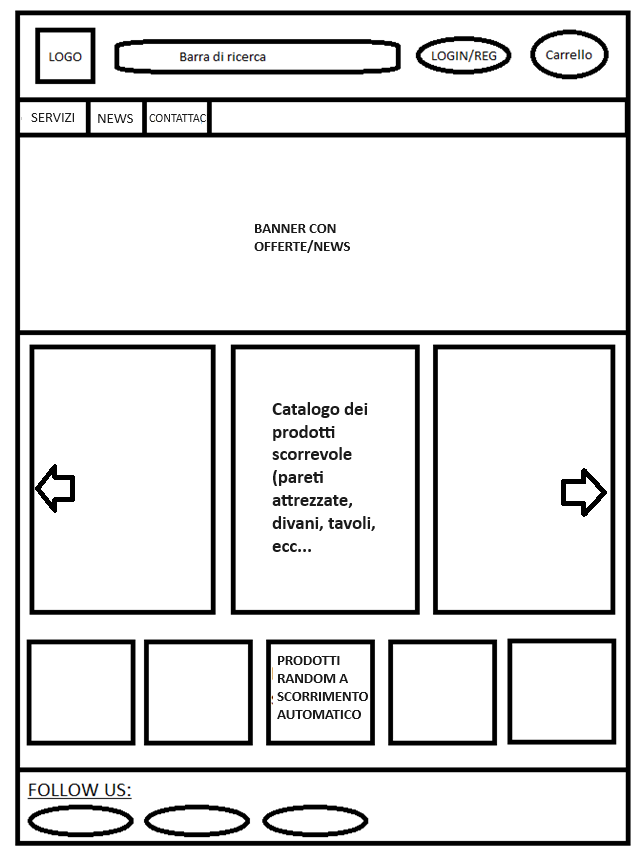 LOGO
Barra di ricerca
LOGIN/REG
Carrello
SERVIZI
NEWS
CONTATTAC
BANNER CON
OFFERTE/NEWS
Catalogo dei
prodotti
scorrevole
(pareti
attrezzate,
divani, tavoli,
ecc...
PRODOTTI
RANDOM A
SCORRIMENTO
AUTOMATICO
FOLLOW US: